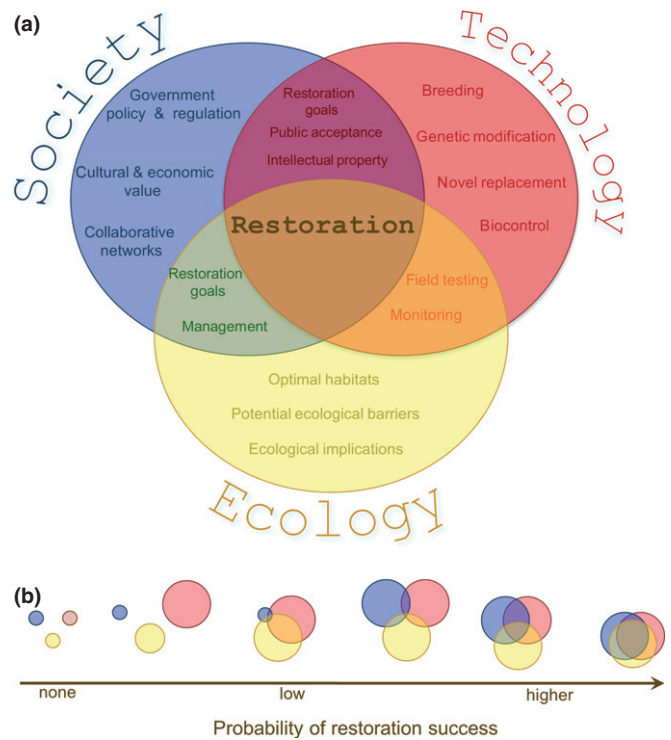 (a)
Society
Technology
Government
policy & regulation
Cultural & economic
value
Collaborative
networks
Restoration
goals
Public acceptance
Intellectual property
Breeding
Genetic modification
Novel replacement
Biocontrol
Restoration
Restoration
goals
Management
Field testing
Monitoring
Optimal habitats
Potential ecological barriers
Ecological implications
Ecology
(b)
none
low
higher
Probability of restoration success